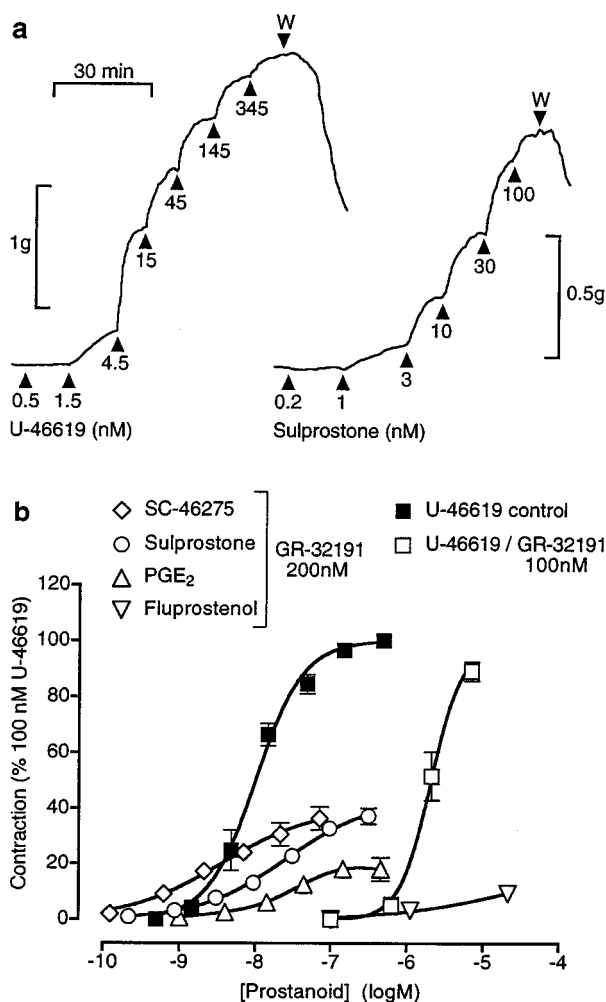 a
30 min
W
345
145
45
15
4.5
1g
0.5
1.5
U-46619 (nM)
W
100
30
10
3
0.5g
0.2
1
Sulprostone (nM)
b
SC-46275
Sulprostone
PGE₂
Fluprostenol
GR-32191
200nM
U-46619 control
U-46619 / GR-32191
100nM
Contraction (% 100 nM U-46619)
120
100
80
60
40
20
0
-10
-9
-8
-7
-6
-5
-4
[Prostanoid] (logM)